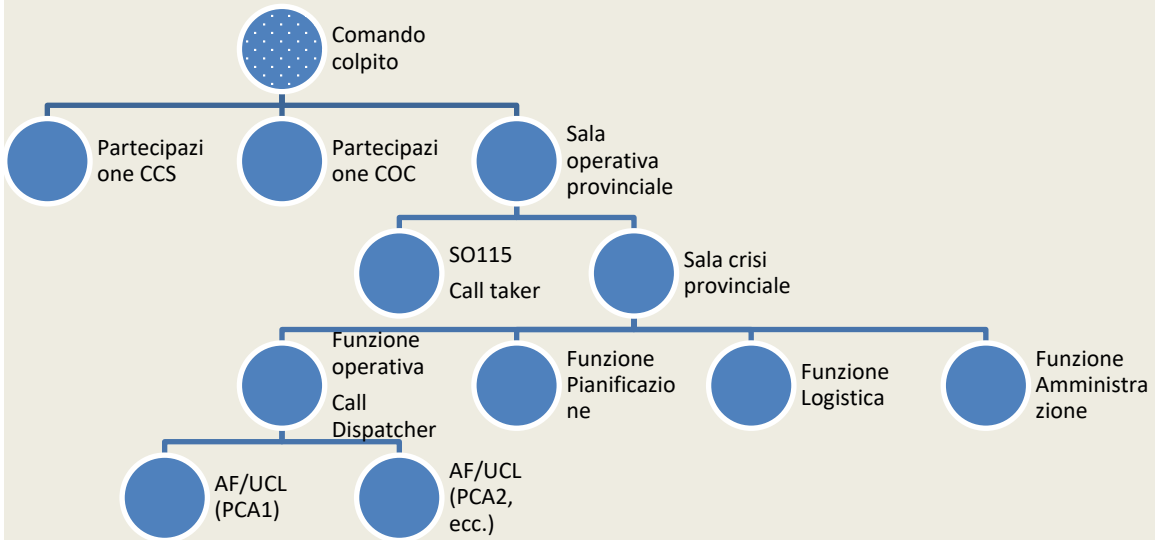 Comando
colpito
Partecipazi
one CCS
Partecipazi
one COC
Sala
operativa
provinciale
SO115
Call taker
Sala crisi
provinciale
Funzione
operativa
Call
Dispatcher
Funzione
Pianificazio
ne
Funzione
Logistica
Funzione
Amministra
zione
AF/UCL
(PCA1)
AF/UCL
(PCA2,
ecc.)